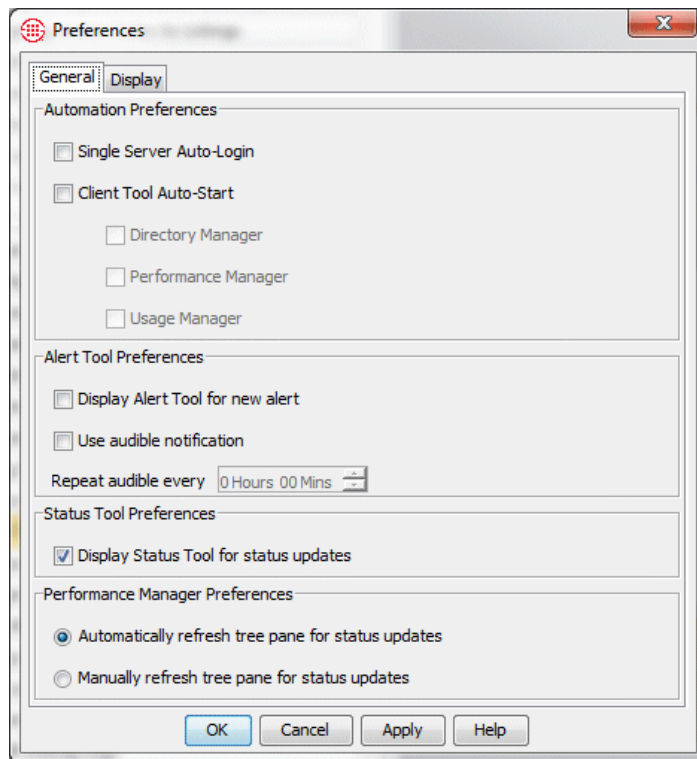 Preferences
General
Display
Automation Preferences
Single Server Auto-Login
Client Tool Auto-Start
Directory Manager
Performance Manager
Usage Manager
Alert Tool Preferences
Display Alert Tool for new alert
Use audible notification
Repeat audible every 0 Hours 00 Mins
Status Tool Preferences
Display Status Tool for status updates
Performance Manager Preferences
Automatically refresh tree pane for status updates
Manually refresh tree pane for status updates
OK Cancel Apply Help